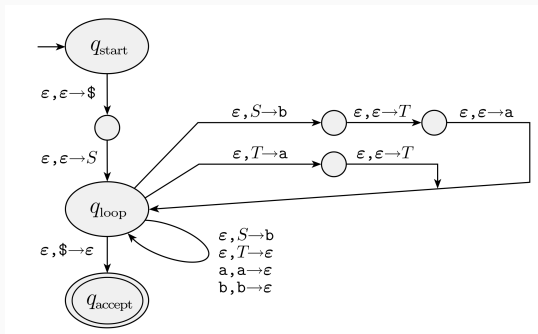 q_start
ε,ε→$
ε,S→b
ε,ε→T
ε,ε→a
ε,ε→S
ε,T→a
ε,ε→T
q_loop
ε,S→b
ε,$→ε
ε,T→ε
a,a→ε
b,b→ε
q_accept